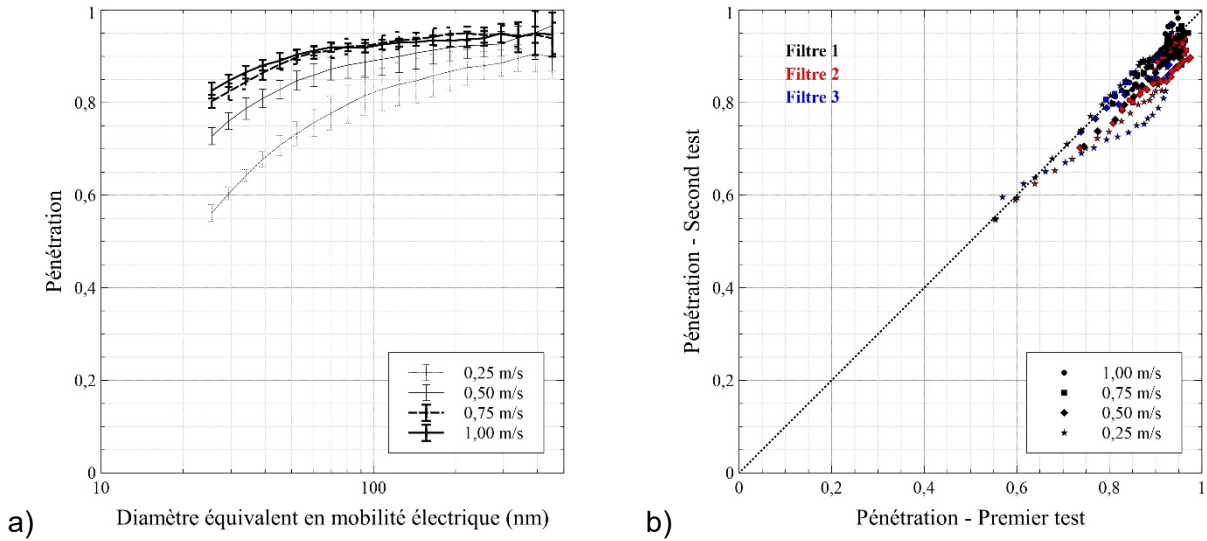 Pénétration
1
0,8
0,6
0,4
0,2
0
10
100
0,25 m/s
0,50 m/s
0,75 m/s
1,00 m/s
Diamètre équivalent en mobilité électrique (nm)
a)
Pénétration - Second test
1
0,8
0,6
0,4
0,2
0
Filtre 1
Filtre 2
Filtre 3
1,00 m/s
0,75 m/s
0,50 m/s
0,25 m/s
0
0,2
0,4
0,6
0,8
1
Pénétration - Premier test
b)